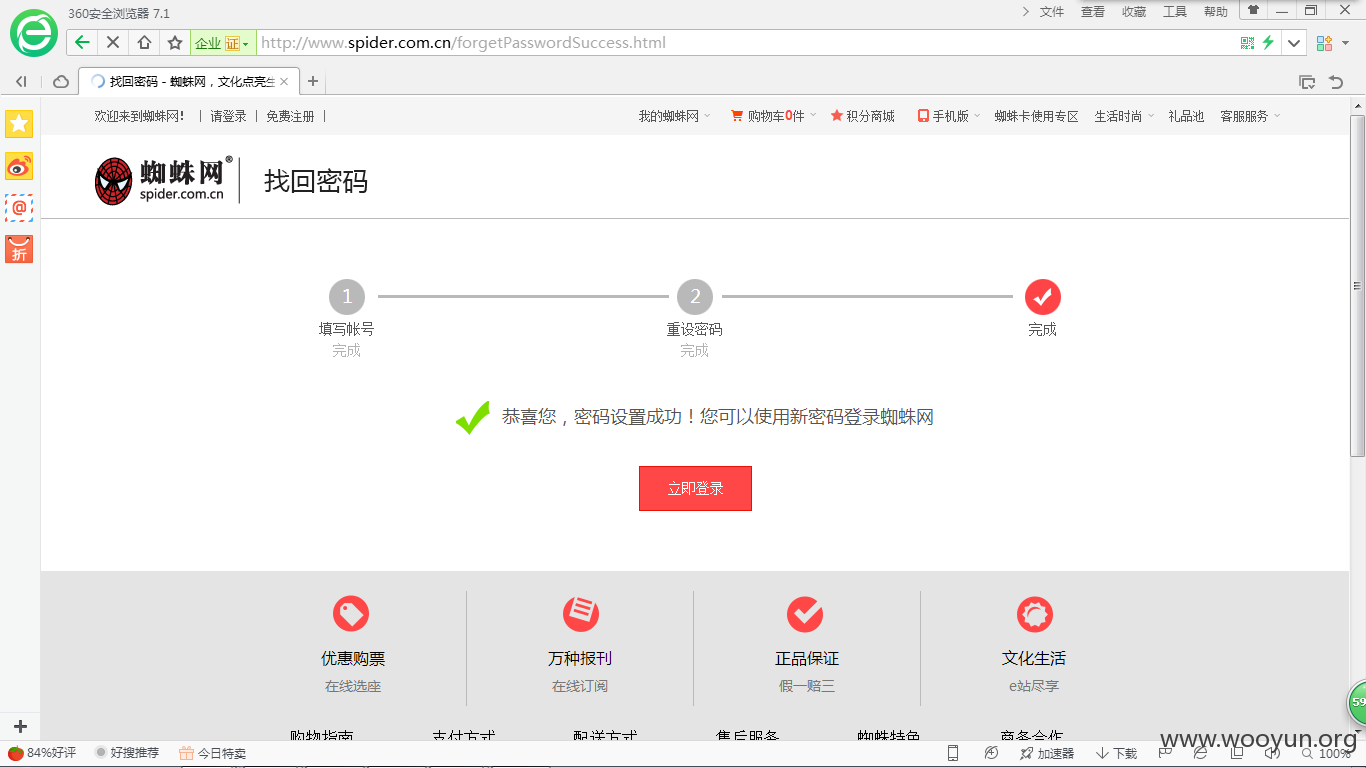 360安全浏览器 7.1
文件 查看 收藏 工具 帮助
企业 证 http://www.spider.com.cn/forgetPasswordSuccess.html
找回密码 - 蜘蛛网，文化点亮生
欢迎来到蜘蛛网！ | 请登录 | 免费注册 |
我的蜘蛛网 购物车0件 积分商城 手机版 蜘蛛卡使用专区 生活时尚 礼品池 客服服务
@
折
蜘蛛网®
spider.com.cn
找回密码
1 2
填写帐号 重设密码 完成
完成 完成
恭喜您，密码设置成功！您可以使用新密码登录蜘蛛网
立即登录
优惠购票 万种报刊 正品保证 文化生活
在线选座 在线订阅 假一赔三 e站尽享
59
购物指南 支付方式 配送方式 售后服务 蜘蛛特色 商务合作
www.wooyun.org
84%好评 好搜推荐 今日特卖 加速器 下载 100%